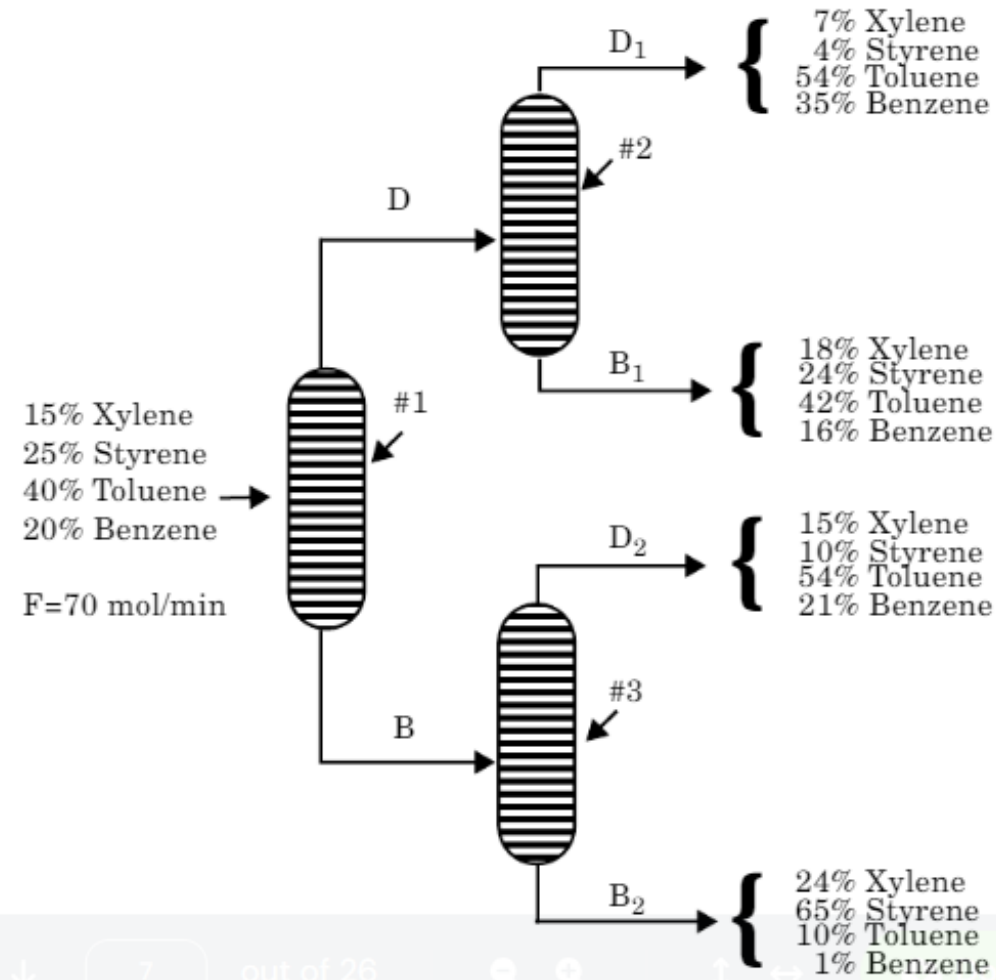 D₁
7% Xylene
4% Styrene
54% Toluene
35% Benzene
#2
D
B₁
18% Xylene
24% Styrene
42% Toluene
16% Benzene
#1
15% Xylene
25% Styrene
40% Toluene
20% Benzene
F=70 mol/min
D₂
15% Xylene
10% Styrene
54% Toluene
21% Benzene
#3
B
B₂
24% Xylene
65% Styrene
10% Toluene
1% Benzene
7 out of 26